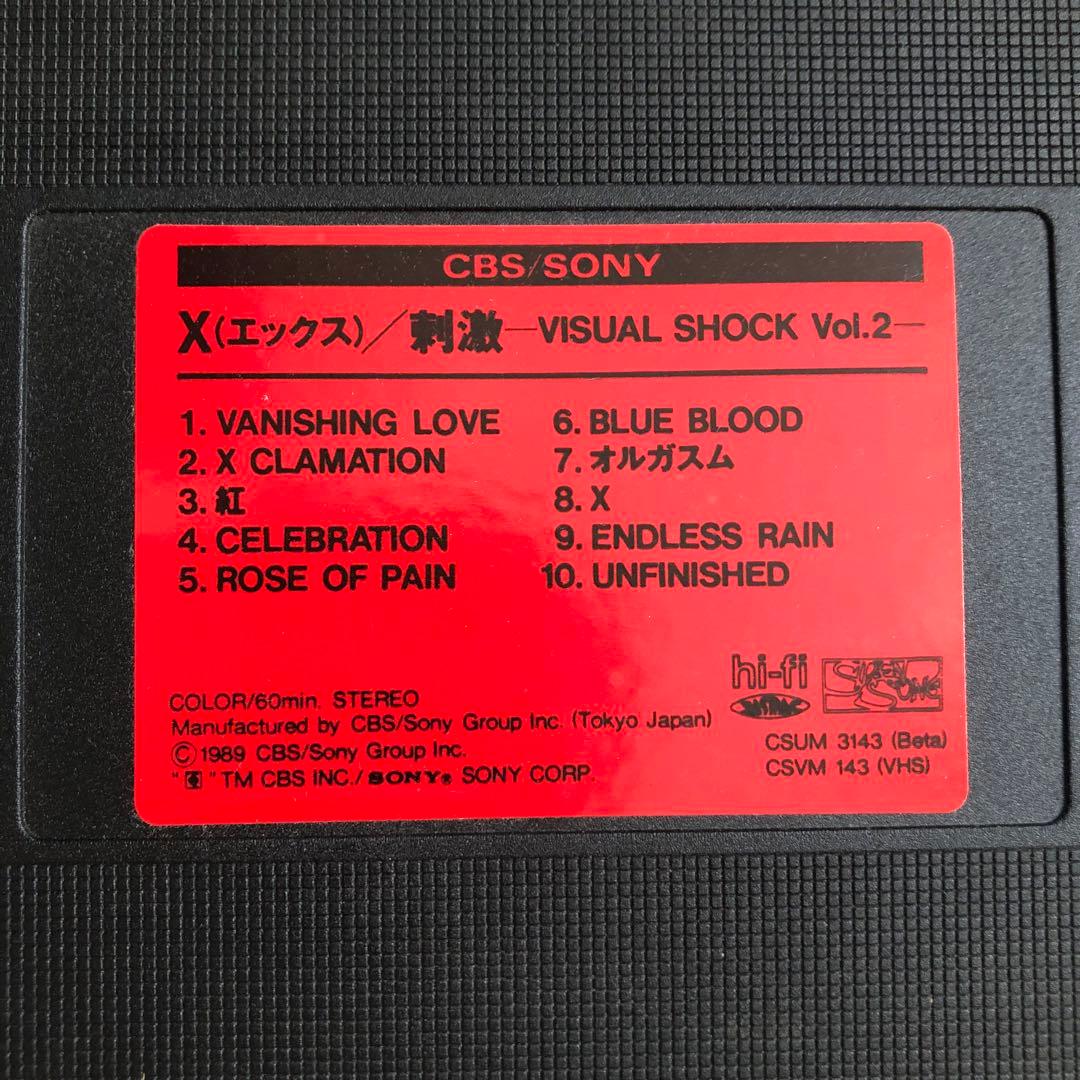 CBS/SONY
X(エックス)／刺激—VISUAL SHOCK Vol.2—
1. VANISHING LOVE
2. X CLAMATION
3. 紅
4. CELEBRATION
5. ROSE OF PAIN
6. BLUE BLOOD
7. オルガスム
8. X
9. ENDLESS RAIN
10. UNFINISHED
hi-fi
COLOR/60min. STEREO
Manufactured by CBS/Sony Group Inc. (Tokyo Japan)
Ⓒ1989 CBS/Sony Group Inc.
" " TM CBS INC./SONY® SONY CORP.
CSUM 3143 (Beta)
CSVM 143 (VHS)